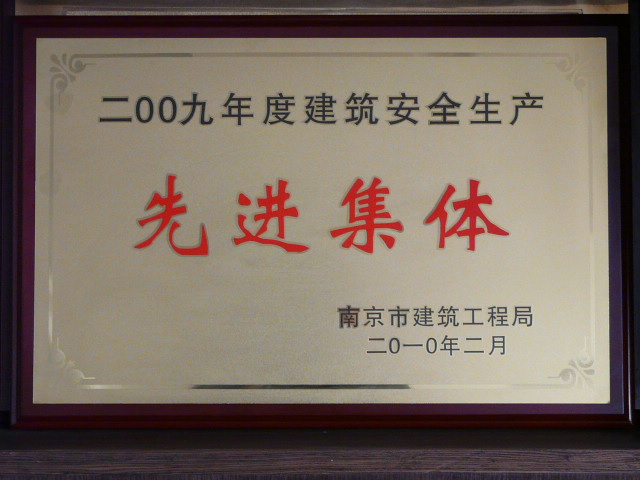 二00九年度建筑安全生产
先进集体
南京市建筑工程局
二0一0年二月